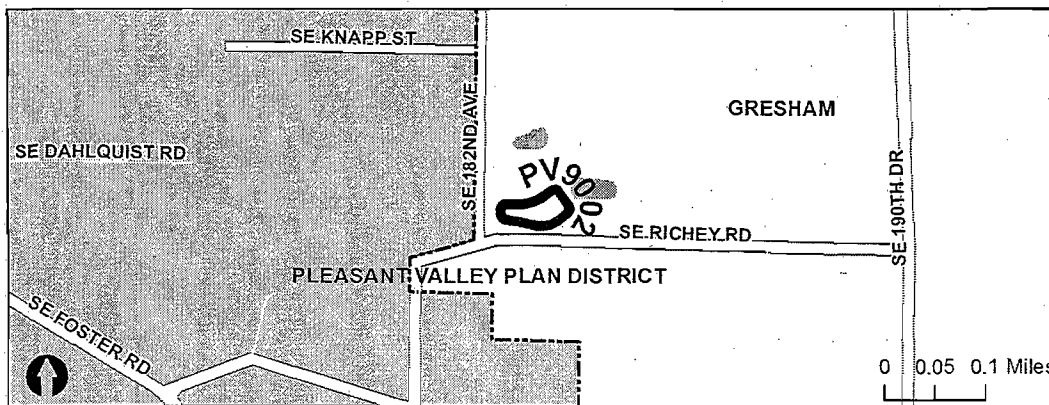 SE KNAPP ST
SE 182ND AVE
GRESHAM
SE DAHLQUIST RD
PV9002
SE 190TH DR
SE RICHEY RD
PLEASANT VALLEY PLAN DISTRICT
SE FOSTER RD
0 0.05 0.1 Miles